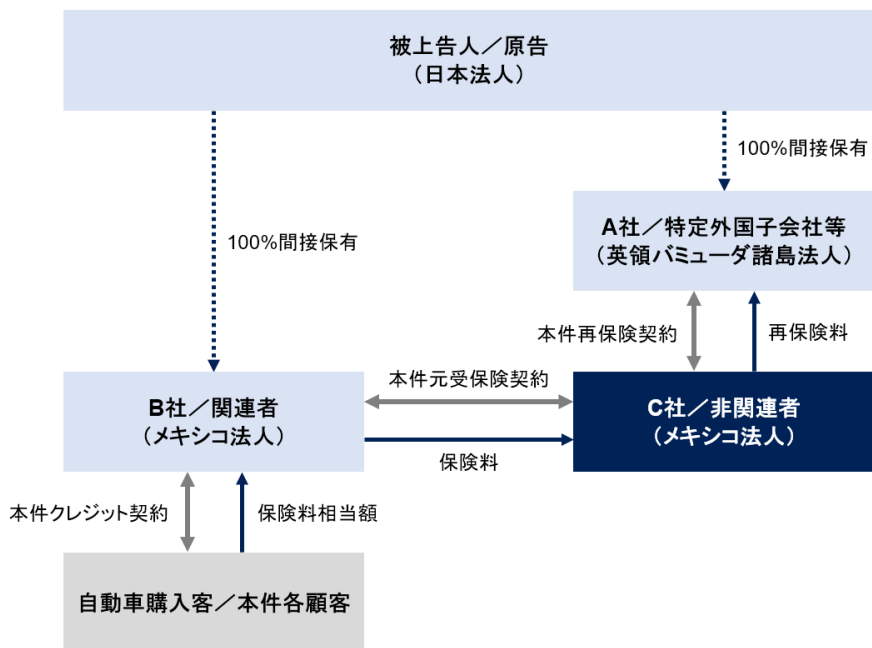 被上告人／原告
（日本法人）
100%間接保有
100%間接保有
A社／特定外国子会社等
（英領バミューダ諸島法人）
本件再保険契約
再保険料
B社／関連者
（メキシコ法人）
本件元受保険契約
保険料
C社／非関連者
（メキシコ法人）
本件クレジット契約
保険料相当額
自動車購入客／本件各顧客